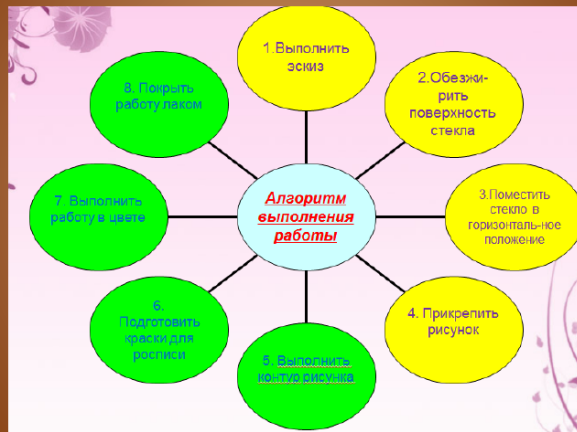 1.Выполнить
эскиз
2.Обезжи-
рить
поверхность
стекла
3.Поместить
стекло в
горизонталь-ное
положение
4. Прикрепить
рисунок
5. Выполнить
контур рисунка
6.
Подготовить
краски для
росписи
7. Выполнить
работу в цвете
8. Покрыть
работу лаком
Алгоритм
выполнения
работы